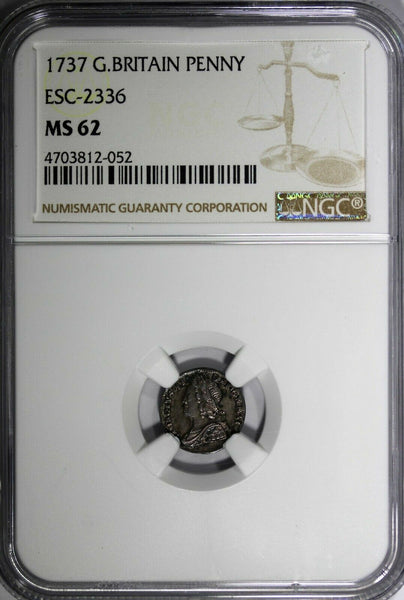 1737 G.BRITAIN PENNY
ESC-2336
MS 62
4703812-052
NUMISMATIC GUARANTY CORPORATION
NGC®